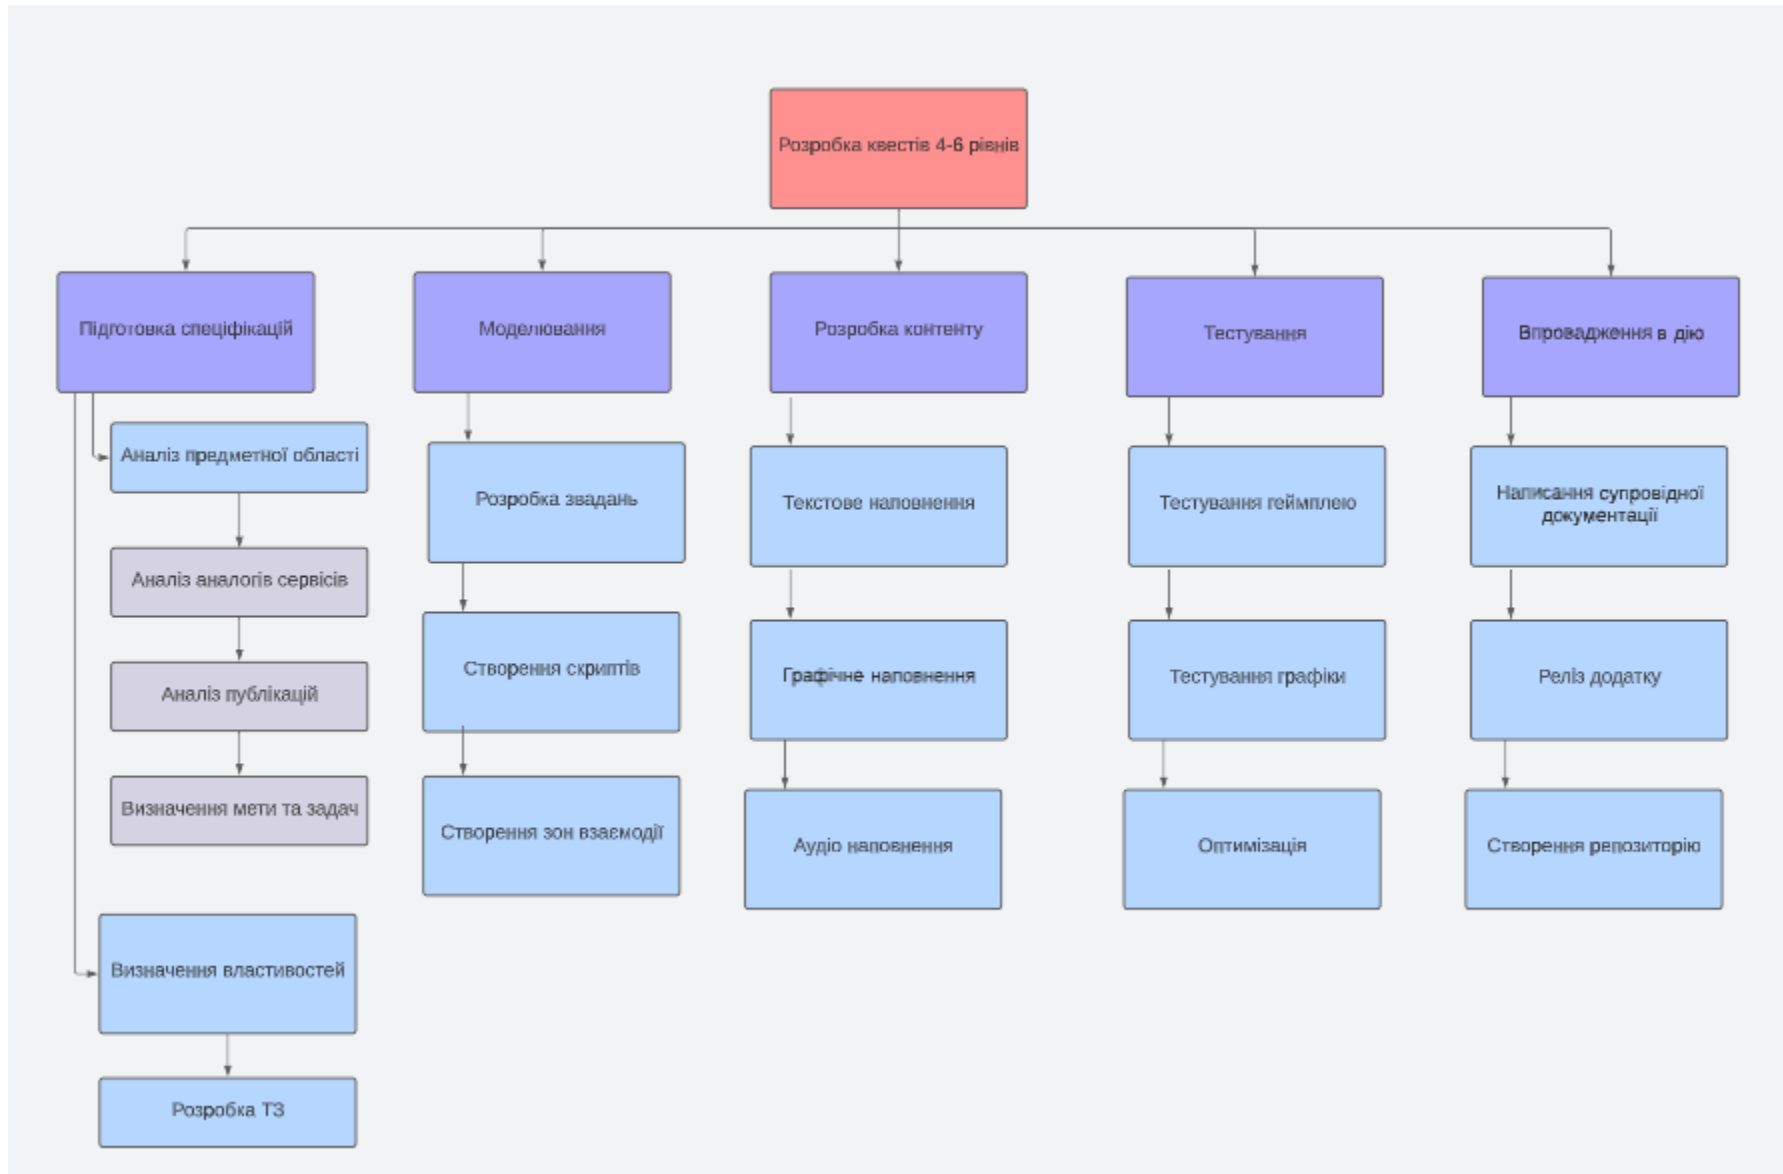 Розробка квестів 4-6 рівнів
Підготовка спеціфікацій
Моделювання
Розробка контенту
Тестування
Впровадження в дію
Аналіз предметної області
Аналіз аналогів сервісів
Аналіз публікацій
Визначення мети та задач
Визначення властивостей
Розробка ТЗ
Розробка звадань
Створення скриптів
Створення зон взаємодії
Текстове наповнення
Графічне наповнення
Аудіо наповнення
Тестування геймплею
Тестування графіки
Оптимізація
Написання супровідної
документації
Реліз додатку
Створення репозиторію